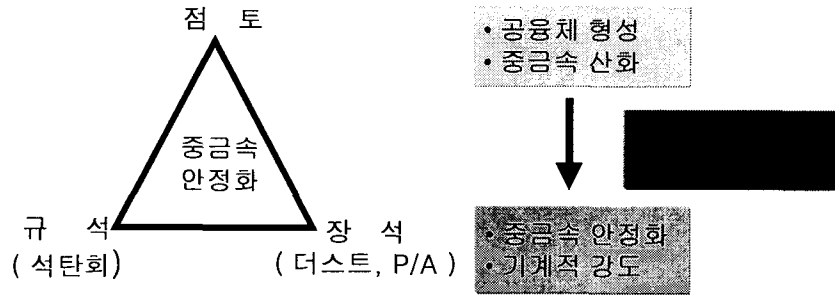 점 토
중금속
안정화
규 석
( 석탄회)
장 석
( 더스트, P/A )
• 공융체 형성
• 중금속 산화
• 중금속 안정화
• 기계적 강도